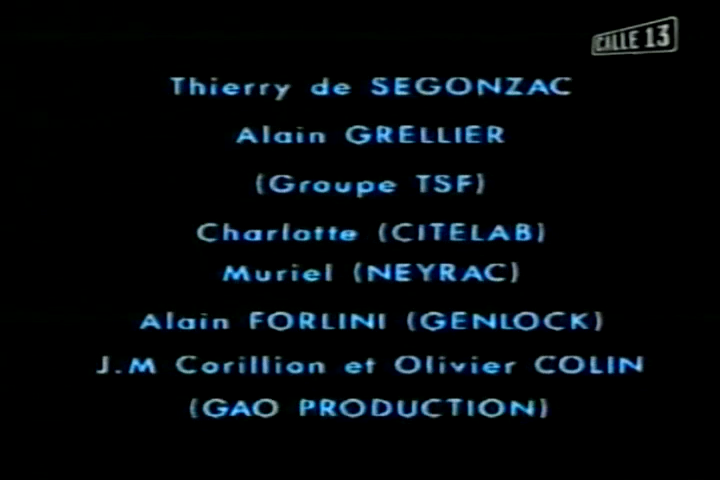 CALLE 13
Thierry de SEGONZAC
Alain GRELLIER
(Groupe TSF)
Charlotte (CITELAB)
Muriel (NEYRAC)
Alain FORLINI (GENLOCK)
J.M Corillion et Olivier COLIN
(GAO PRODUCTION)